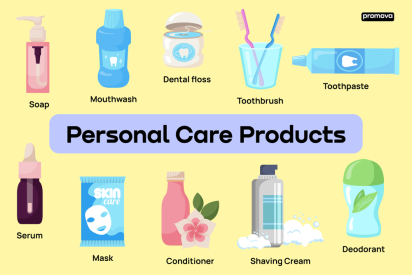 promova
Soap
Mouthwash
Dental floss
Toothbrush
Toothpaste
Personal Care Products
Serum
SKIN
care
Mask
Conditioner
Shaving Cream
Deodorant